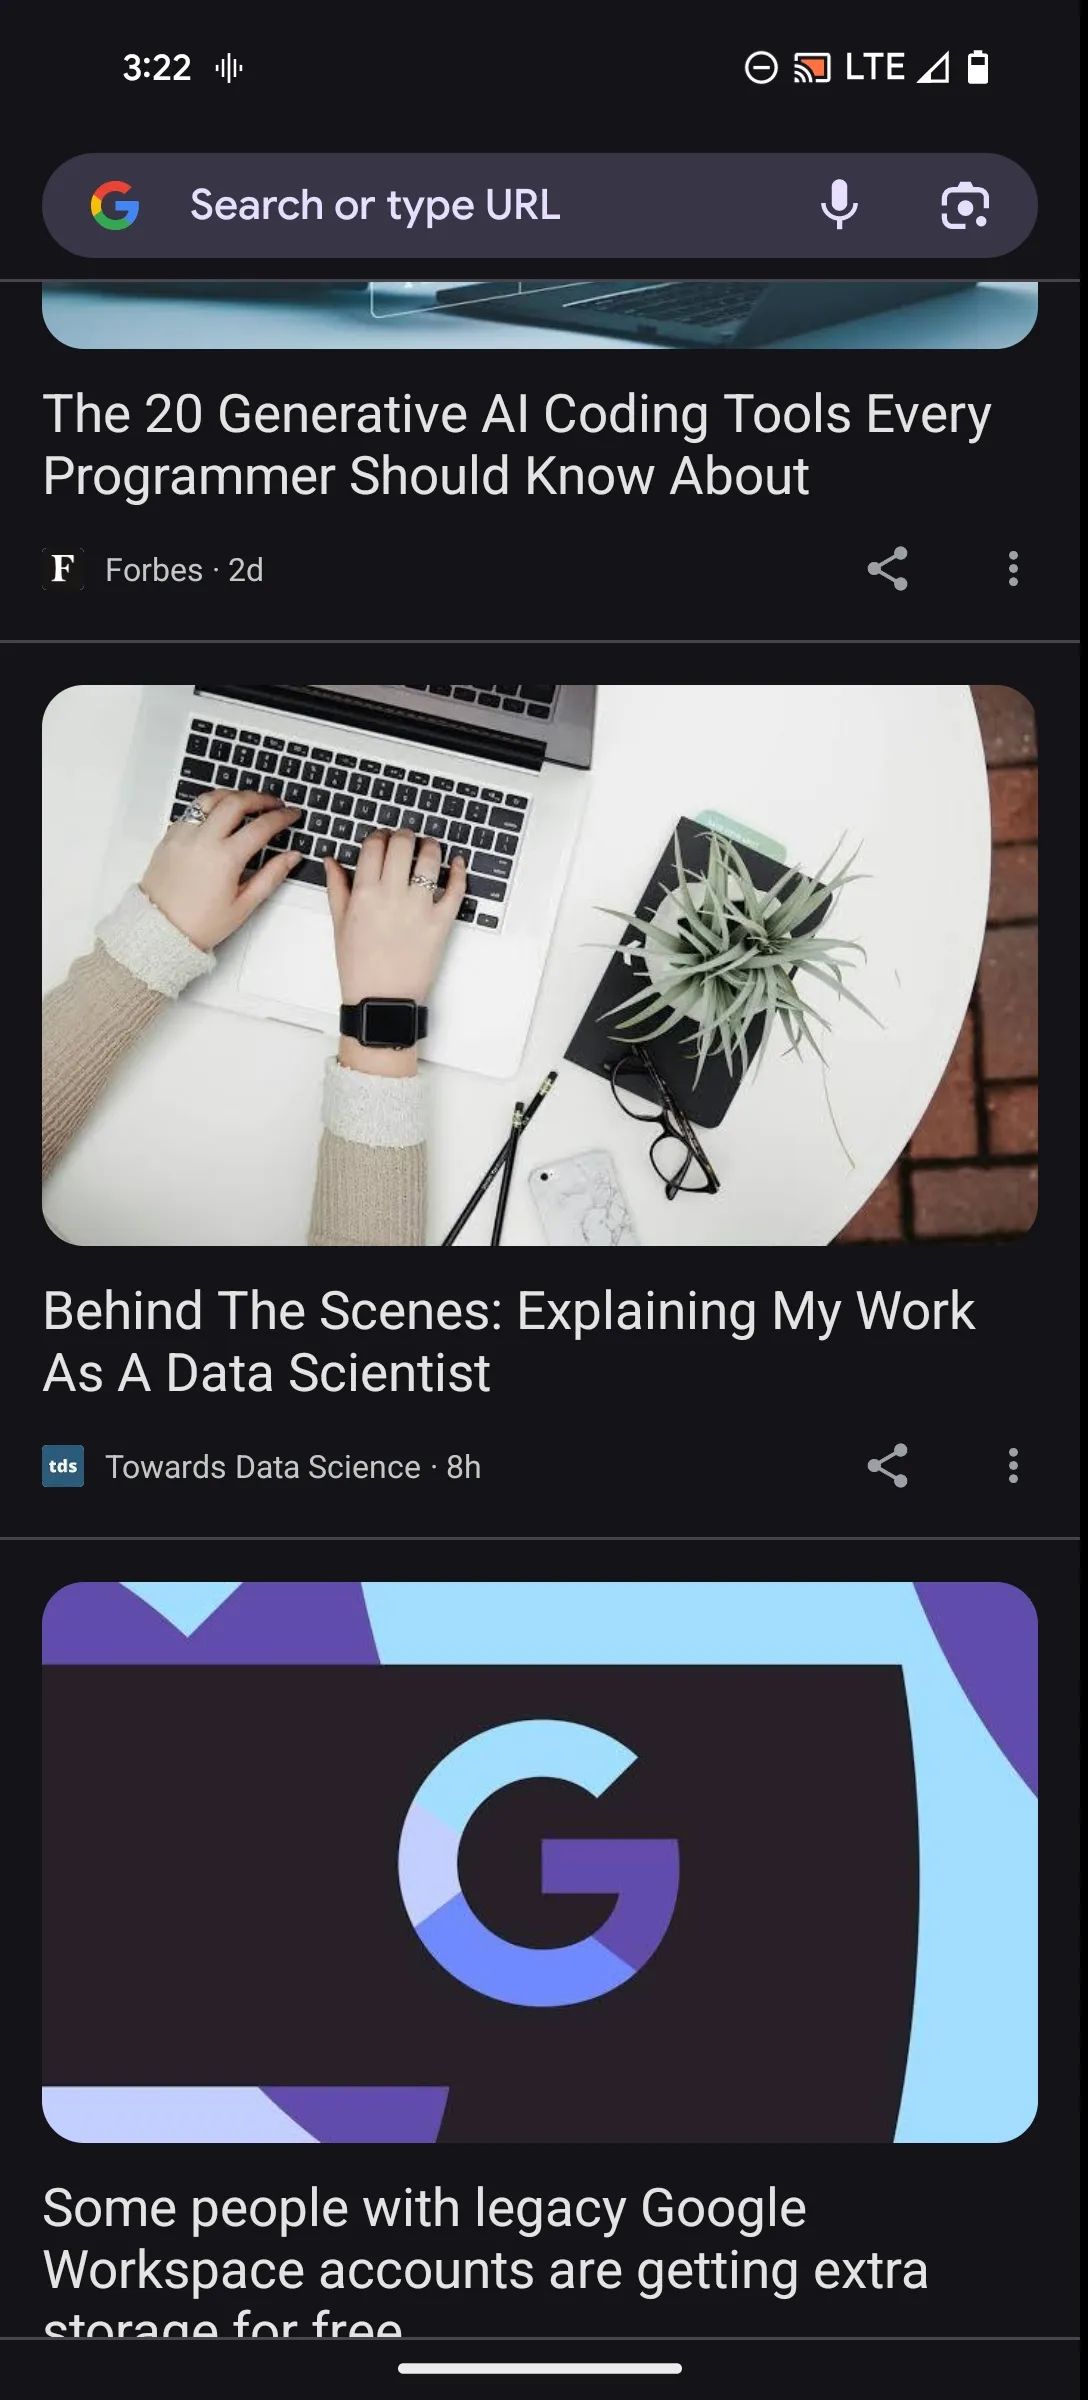 3:22
LTE
Search or type URL
The 20 Generative AI Coding Tools Every
Programmer Should Know About
F Forbes · 2d
Behind The Scenes: Explaining My Work
As A Data Scientist
tds Towards Data Science · 8h
Some people with legacy Google
Workspace accounts are getting extra
storage for free